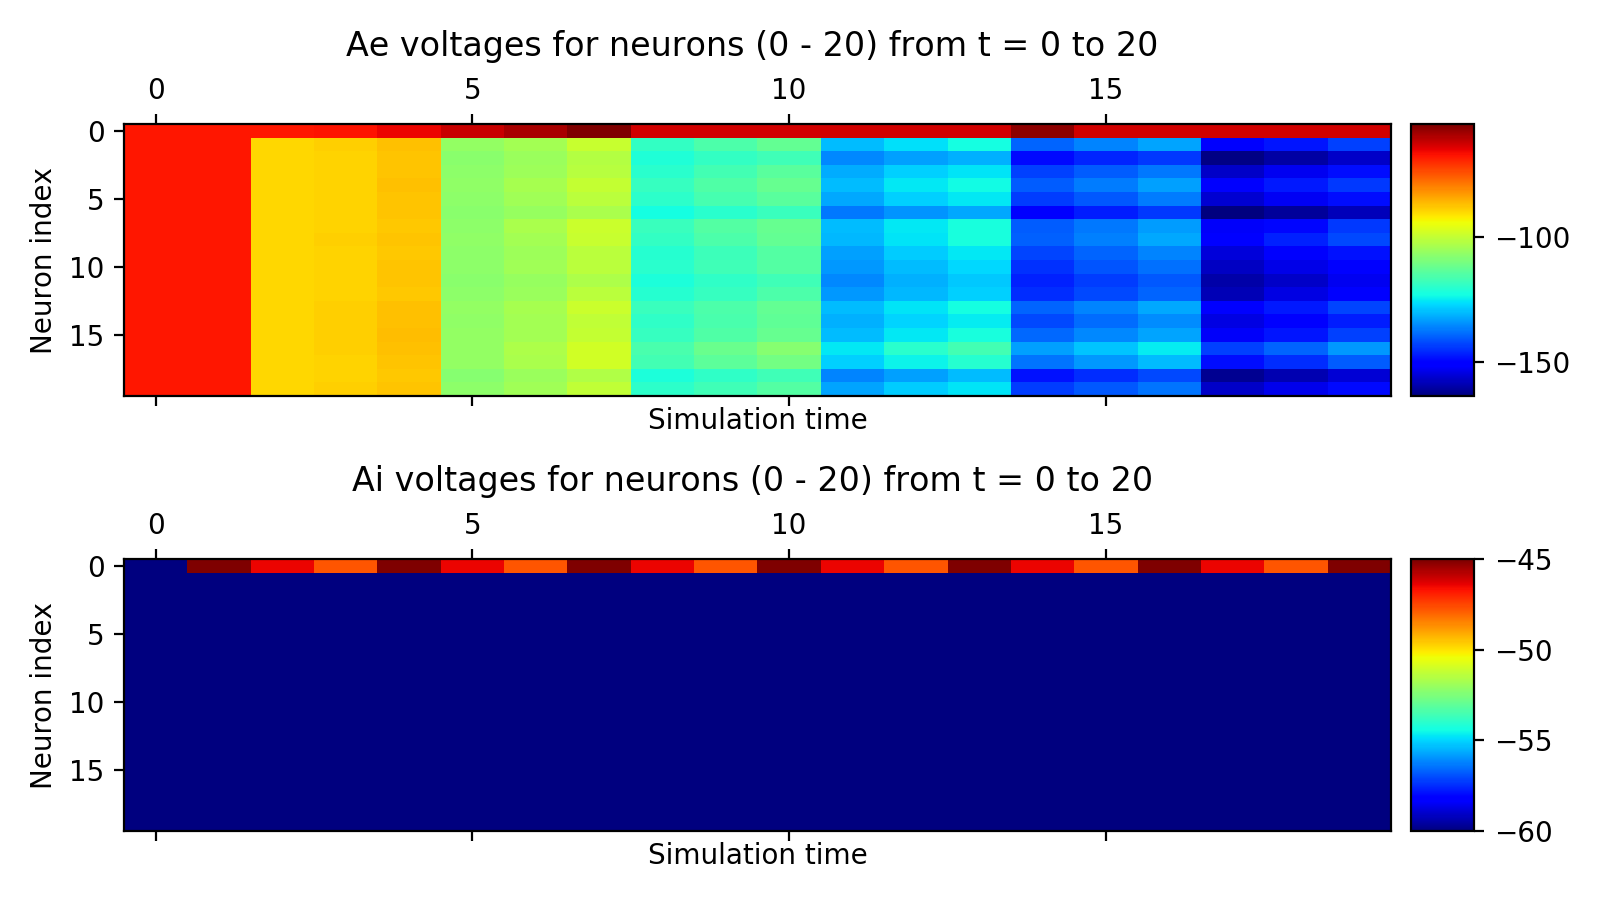 Ae voltages for neurons (0 - 20) from t = 0 to 20
0 5 10 15
Neuron index
0
5
10
15
−100
−150
Simulation time
Ai voltages for neurons (0 - 20) from t = 0 to 20
0 5 10 15
Neuron index
0
5
10
15
−45
−50
−55
−60
Simulation time